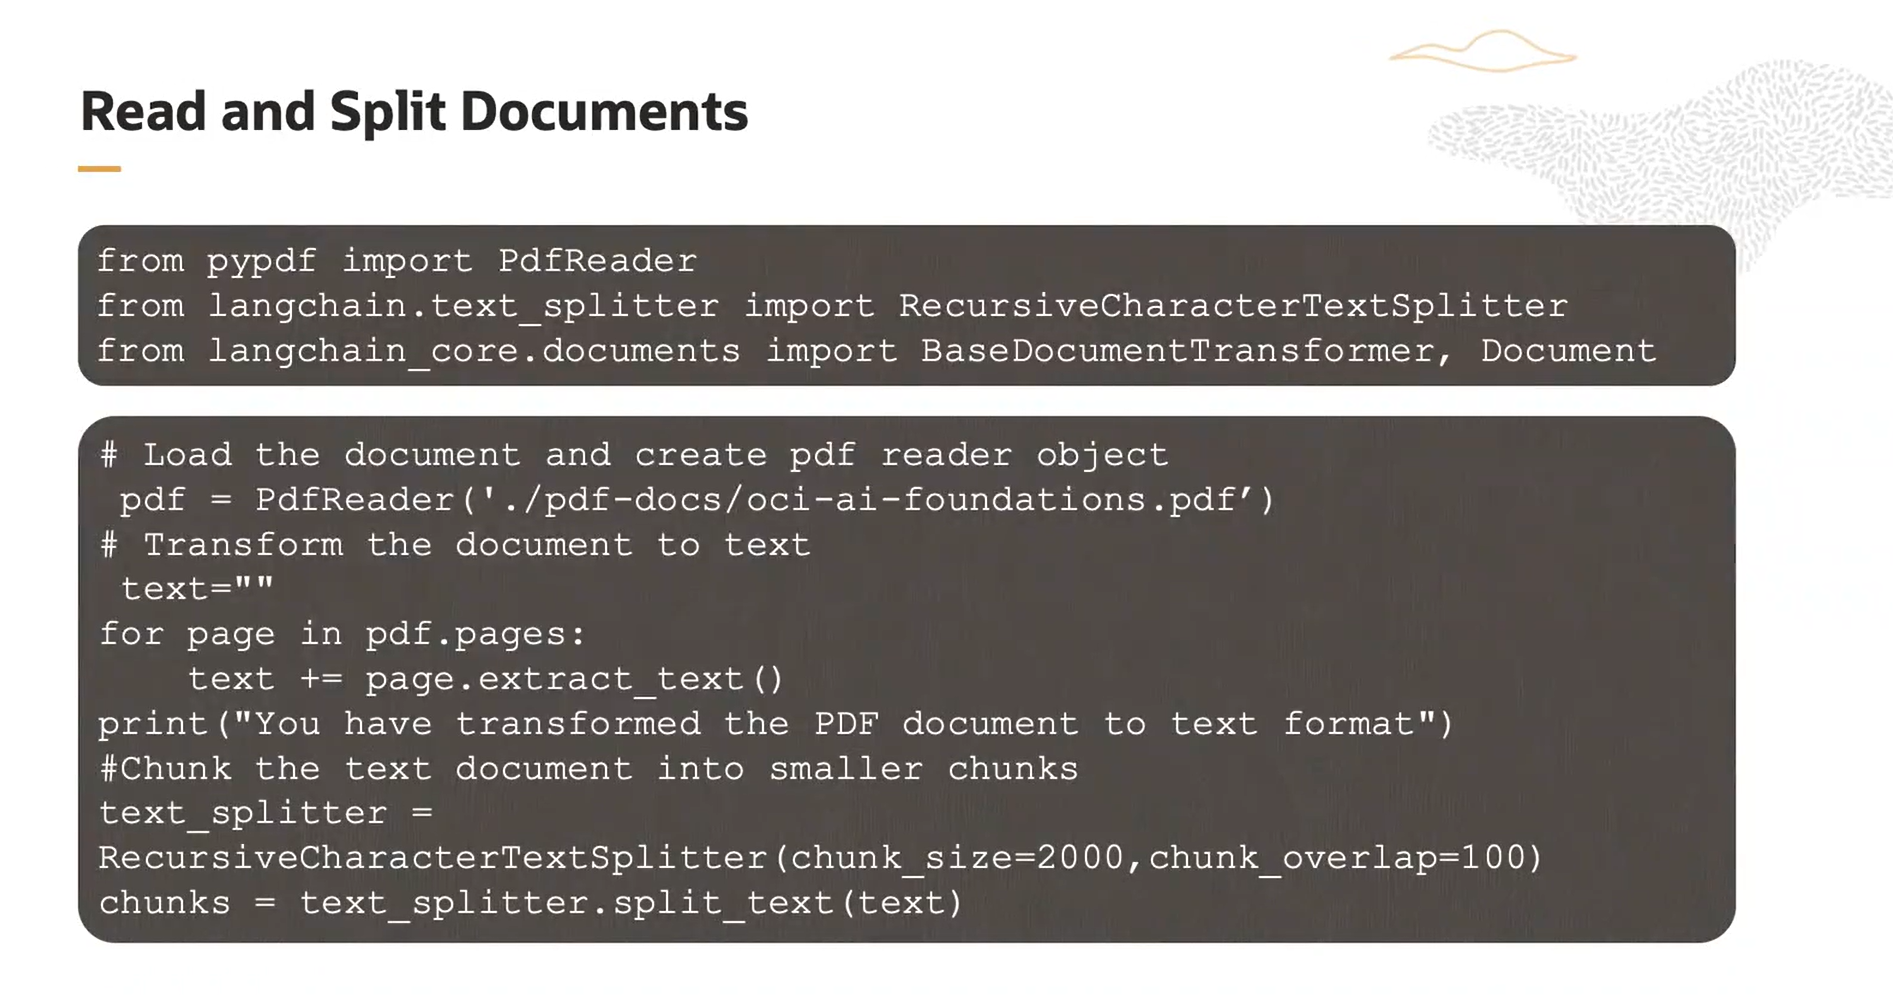 Read and Split Documents
from pypdf import PdfReader
from langchain.text_splitter import RecursiveCharacterTextSplitter
from langchain_core.documents import BaseDocumentTransformer, Document
# Load the document and create pdf reader object
 pdf = PdfReader('./pdf-docs/oci-ai-foundations.pdf’)
# Transform the document to text
 text=""
for page in pdf.pages:
    text += page.extract_text()
print("You have transformed the PDF document to text format")
#Chunk the text document into smaller chunks
text_splitter =
RecursiveCharacterTextSplitter(chunk_size=2000,chunk_overlap=100)
chunks = text_splitter.split_text(text)